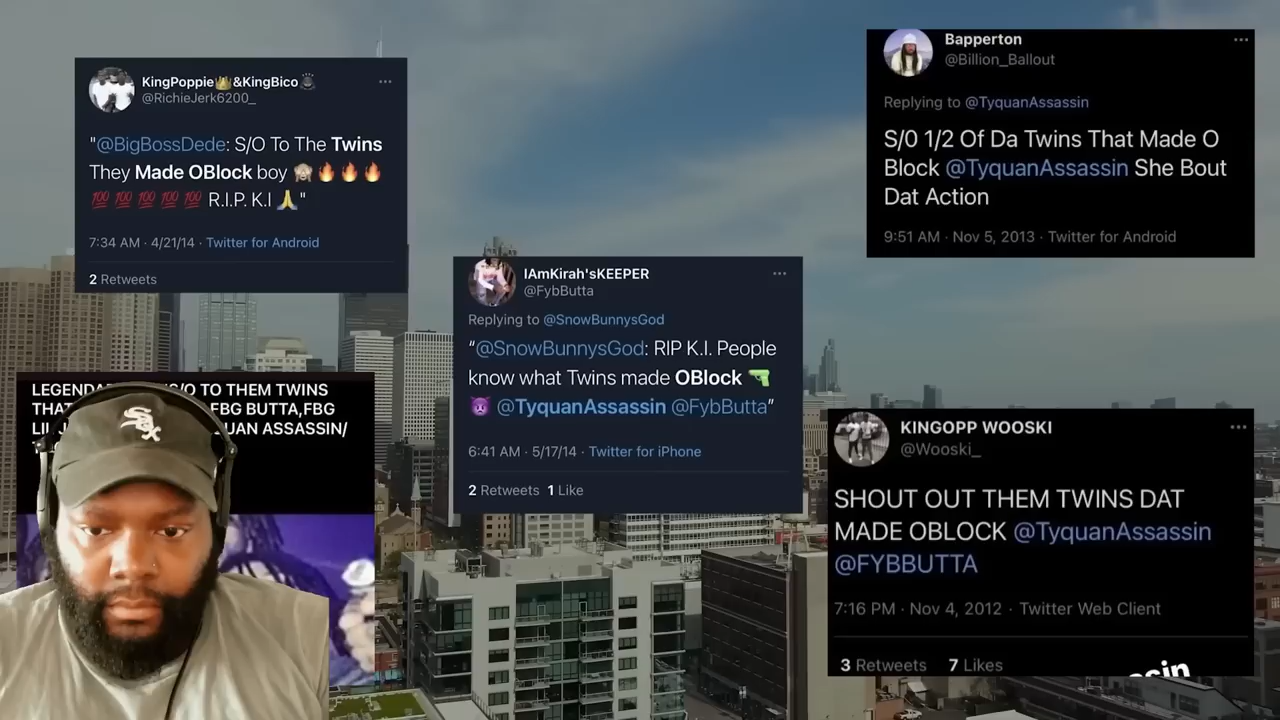 KingPoppie👑&KingBico
@RichieJerk6200_
"@BigBossDede: S/O To The Twins
They Made OBlock boy 🙈🔥🔥🔥
💯💯💯💯💯 R.I.P. K.I 🙏"
7:34 AM · 4/21/14 · Twitter for Android
2 Retweets
Bapperton
@Billion_Ballout
Replying to @TyquanAssassin
S/0 1/2 Of Da Twins That Made O
Block @TyquanAssassin She Bout
Dat Action
9:51 AM · Nov 5, 2013 · Twitter for Android
IAmKirah'sKEEPER
@FybButta
Replying to @SnowBunnysGod
“@SnowBunnysGod: RIP K.I. People
know what Twins made OBlock 🔫
😈 @TyquanAssassin @FybButta”
6:41 AM · 5/17/14 · Twitter for iPhone
2 Retweets 1 Like
TO THEM TWINS
FBG BUTTA,FBG
ASSASSIN/
Sox
KINGOPP WOOSKI
@Wooski_
SHOUT OUT THEM TWINS DAT
MADE OBLOCK @TyquanAssassin
@FYBBUTTA
7:16 PM · Nov 4, 2012 · Twitter Web Client
3 Retweets 7 Likes